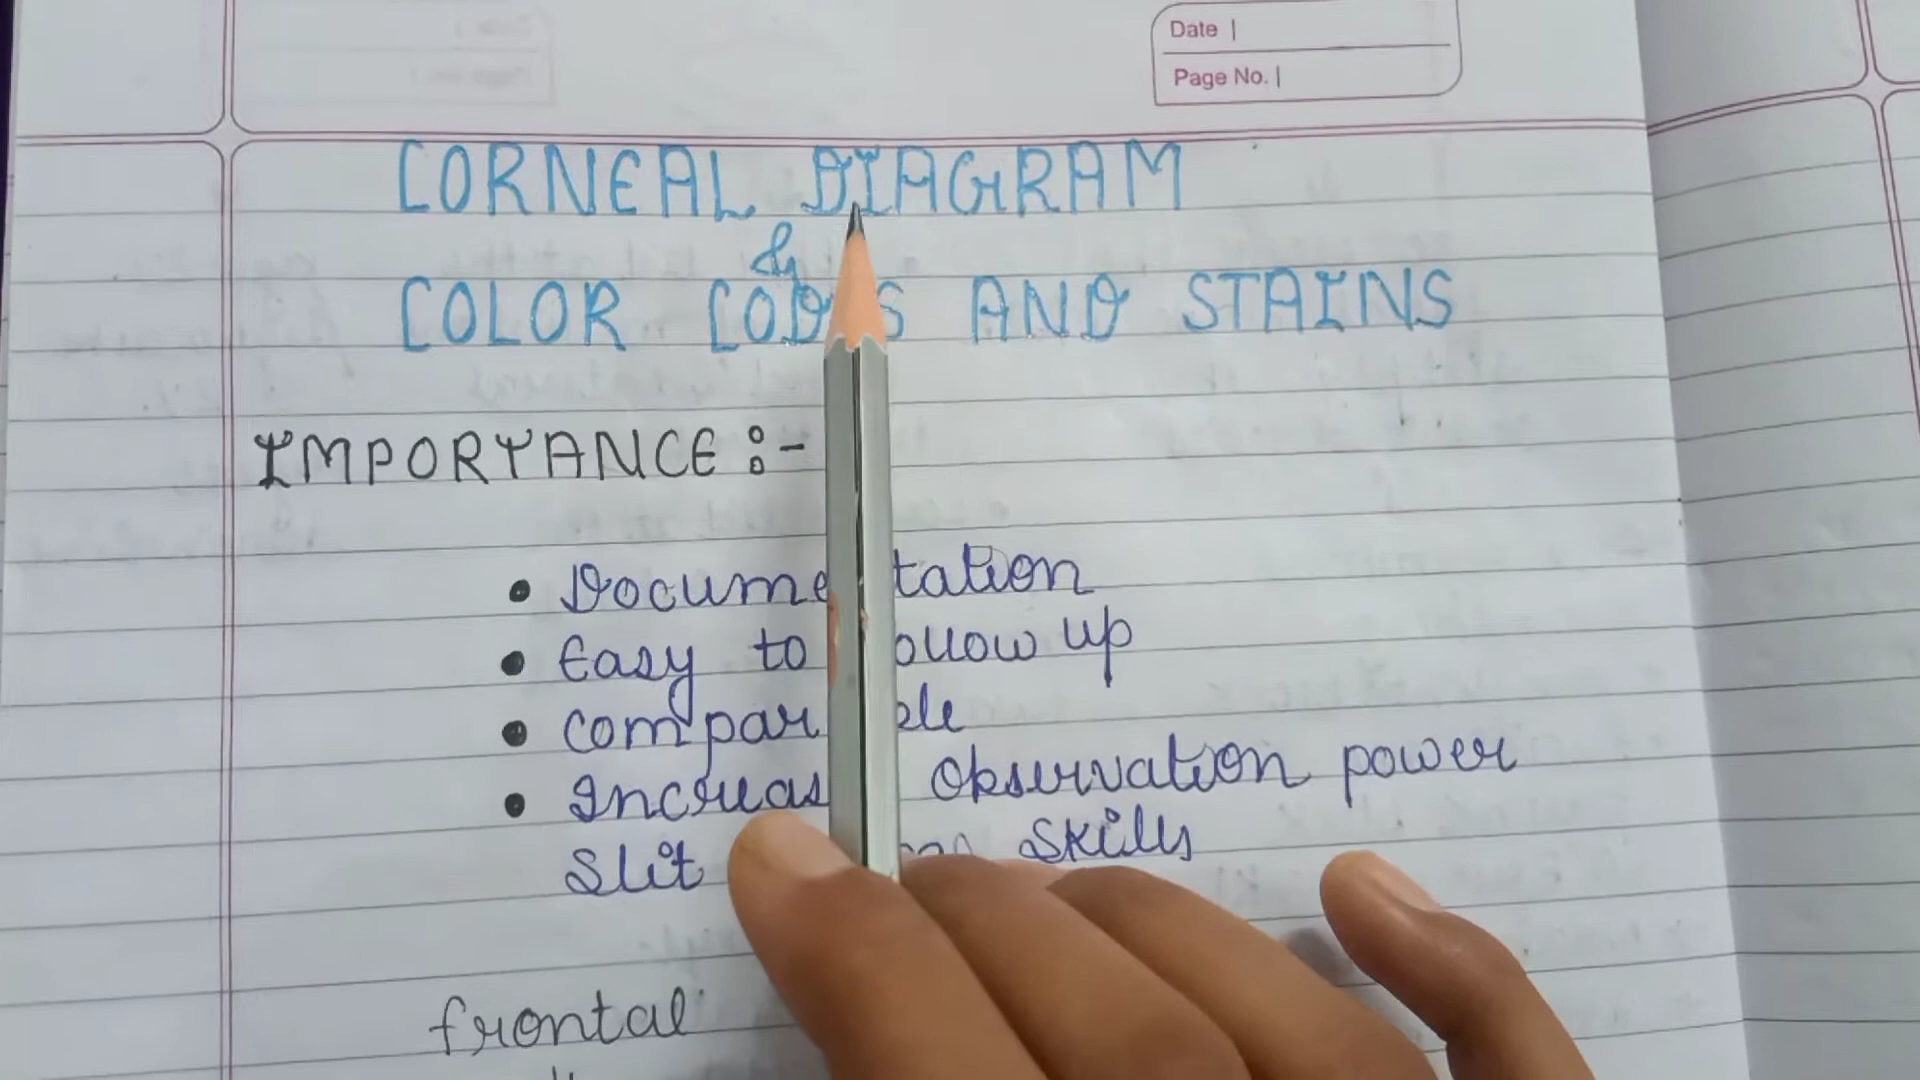 Date |
Page No. |
CORNEAL DIAGRAM
&
COLOR CODES AND STAINS
IMPORTANCE :-
• Documentation
• Easy to follow up
• comparable
• Increase observation power
slit skills
frontal